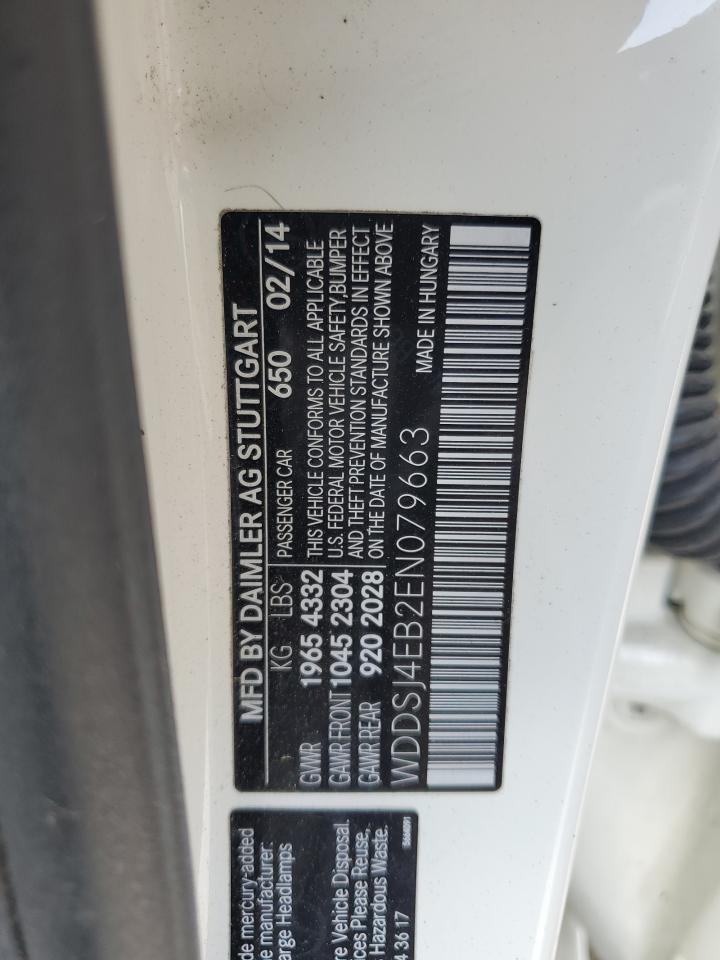 MFD BY DAIMLER AG STUTTGART
KG LBS PASSENGER CAR 650 02/14
GVWR 1965 4332 THIS VEHICLE CONFORMS TO ALL APPLICABLE
GAWR FRONT 1045 2304 U.S. FEDERAL MOTOR VEHICLE SAFETY,BUMPER
AND THEFT PREVENTION STANDARDS IN EFFECT
GAWR REAR 920 2028 ON THE DATE OF MANUFACTURE SHOWN ABOVE
WDDSJ4EB2EN079663 MADE IN HUNGARY
de mercury-added
e manufacturer.
arge Headlamps
re Vehicle Disposal.
ces Please Reuse,
Hazardous Waste.
4 36 17